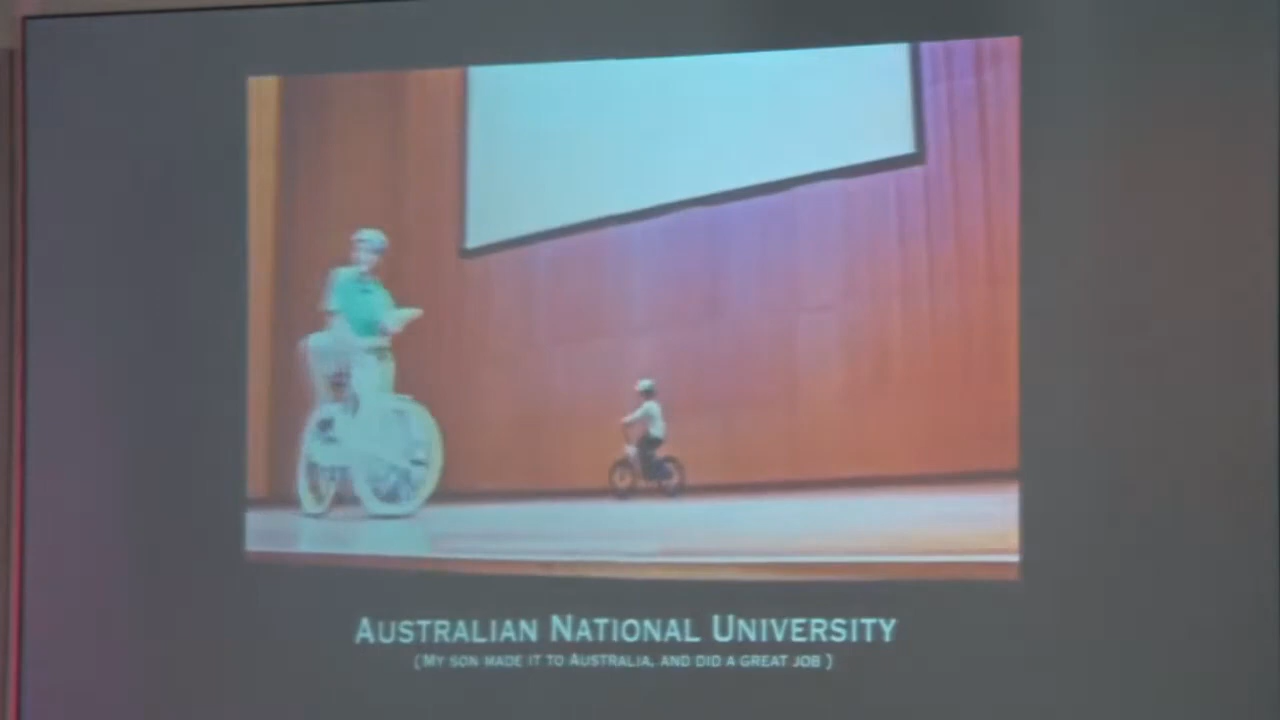 AUSTRALIAN NATIONAL UNIVERSITY
(MY SON MADE IT TO AUSTRALIA, AND DID A GREAT JOB )